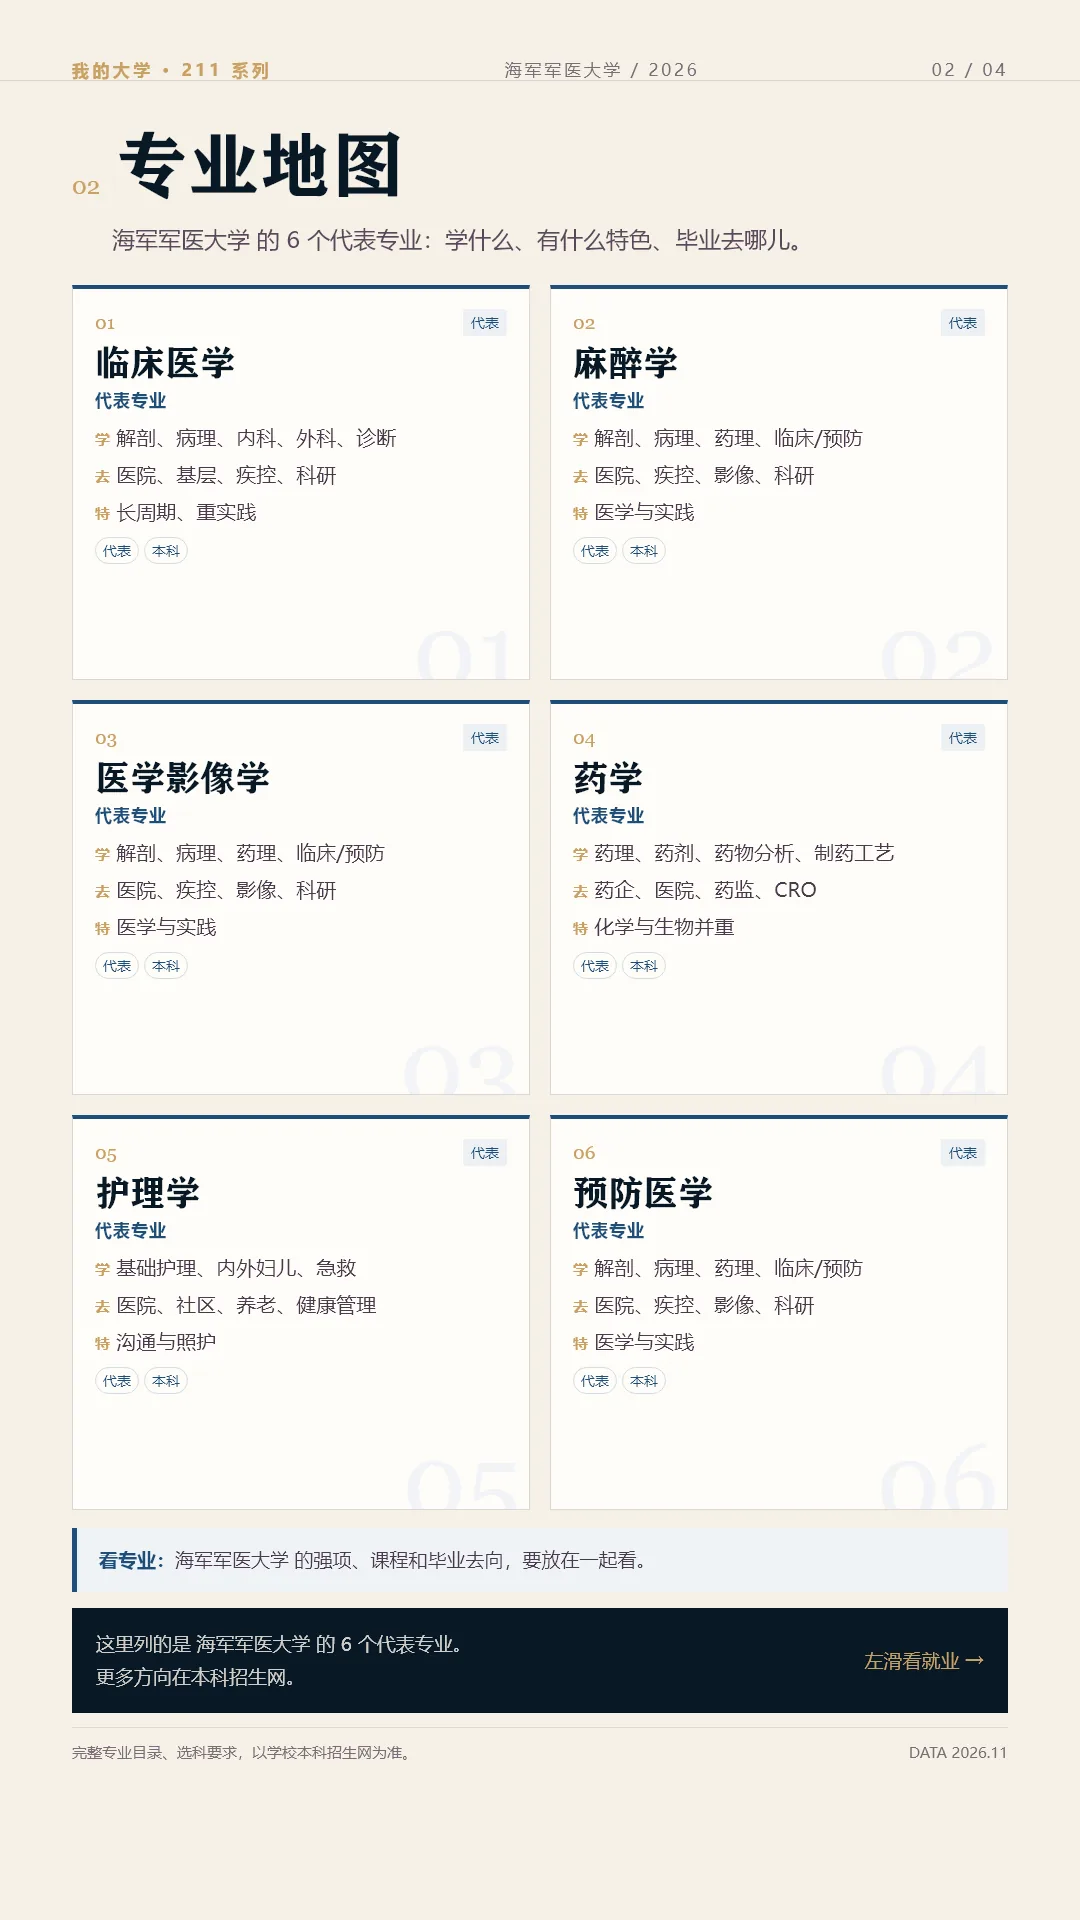 我的大学 · 211 系列
海军军医大学 / 2026
02 / 04
02 专业地图
海军军医大学 的 6 个代表专业：学什么、有什么特色、毕业去哪儿。
01
代表
临床医学
代表专业
学 解剖、病理、内科、外科、诊断
去 医院、基层、疾控、科研
特 长周期、重实践
代表 本科
01
02
代表
麻醉学
代表专业
学 解剖、病理、药理、临床/预防
去 医院、疾控、影像、科研
特 医学与实践
代表 本科
02
03
代表
医学影像学
代表专业
学 解剖、病理、药理、临床/预防
去 医院、疾控、影像、科研
特 医学与实践
代表 本科
03
04
代表
药学
代表专业
学 药理、药剂、药物分析、制药工艺
去 药企、医院、药监、CRO
特 化学与生物并重
代表 本科
04
05
代表
护理学
代表专业
学 基础护理、内外妇儿、急救
去 医院、社区、养老、健康管理
特 沟通与照护
代表 本科
05
06
代表
预防医学
代表专业
学 解剖、病理、药理、临床/预防
去 医院、疾控、影像、科研
特 医学与实践
代表 本科
06
看专业：海军军医大学 的强项、课程和毕业去向，要放在一起看。
这里列的是 海军军医大学 的 6 个代表专业。
更多方向在本科招生网。
左滑看就业 →
完整专业目录、选科要求，以学校本科招生网为准。
DATA 2026.11